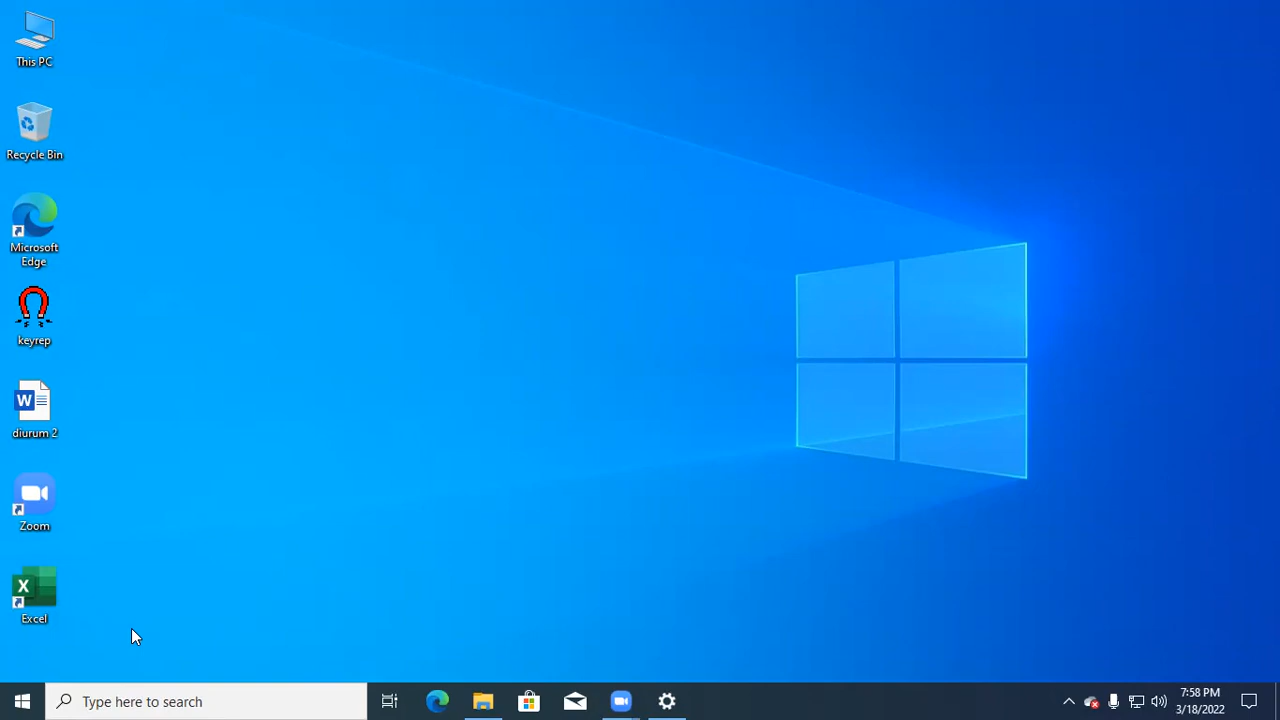 This PC
Recycle Bin
Microsoft
Edge
keyrep
diurum 2
Zoom
Excel
Type here to search
7:58 PM
3/18/2022